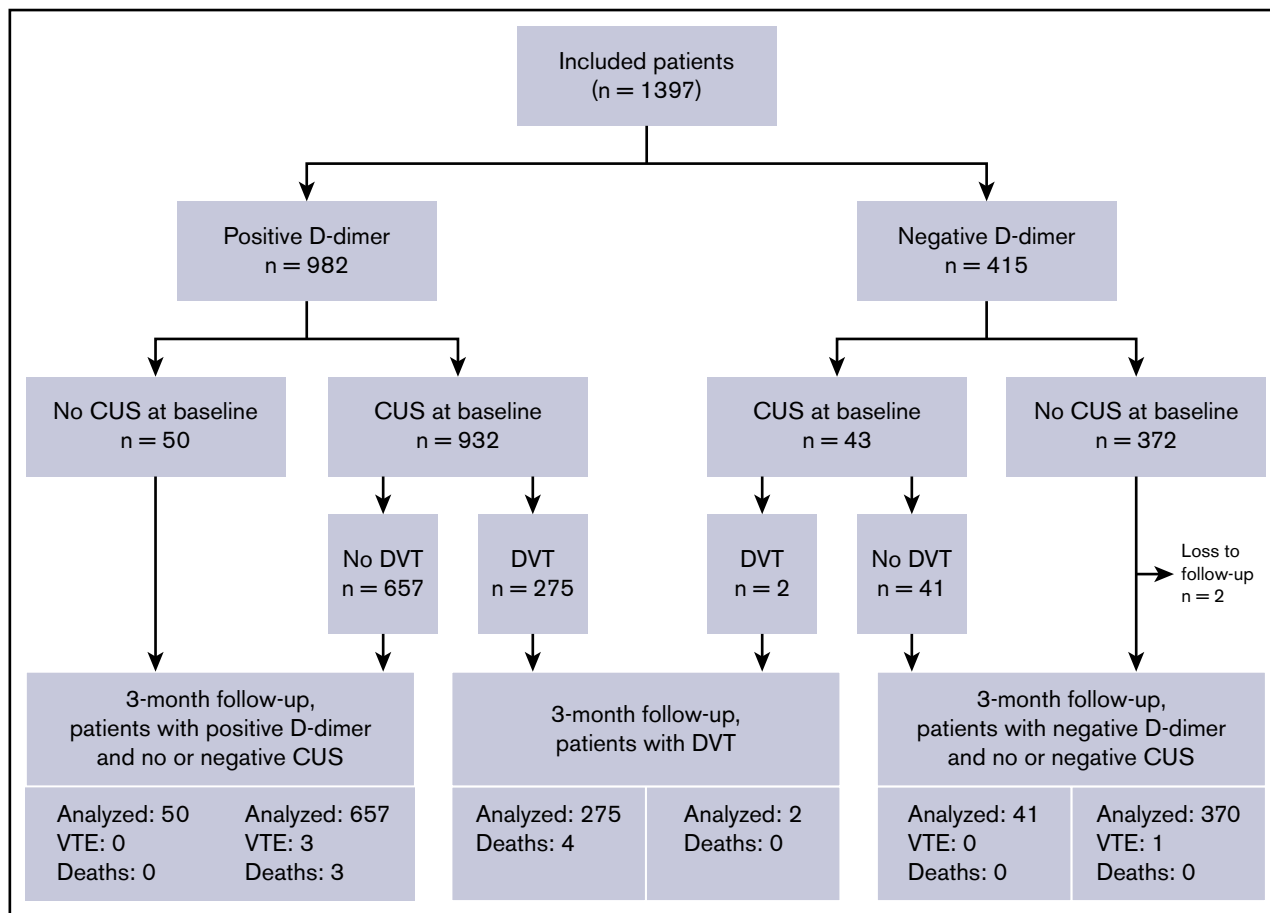 Included patients
(n = 1397)
Positive D-dimer
n = 982
Negative D-dimer
n = 415
No CUS at baseline
n = 50
CUS at baseline
n = 932
CUS at baseline
n = 43
No CUS at baseline
n = 372
No DVT
n = 657
DVT
n = 275
DVT
n = 2
No DVT
n = 41
Loss to
follow-up
n = 2
3-month follow-up,
patients with positive D-dimer
and no or negative CUS
3-month follow-up,
patients with DVT
3-month follow-up,
patients with negative D-dimer
and no or negative CUS
Analyzed: 50
VTE: 0
Deaths: 0
Analyzed: 657
VTE: 3
Deaths: 3
Analyzed: 275
Deaths: 4
Analyzed: 2
Deaths: 0
Analyzed: 41
VTE: 0
Deaths: 0
Analyzed: 370
VTE: 1
Deaths: 0